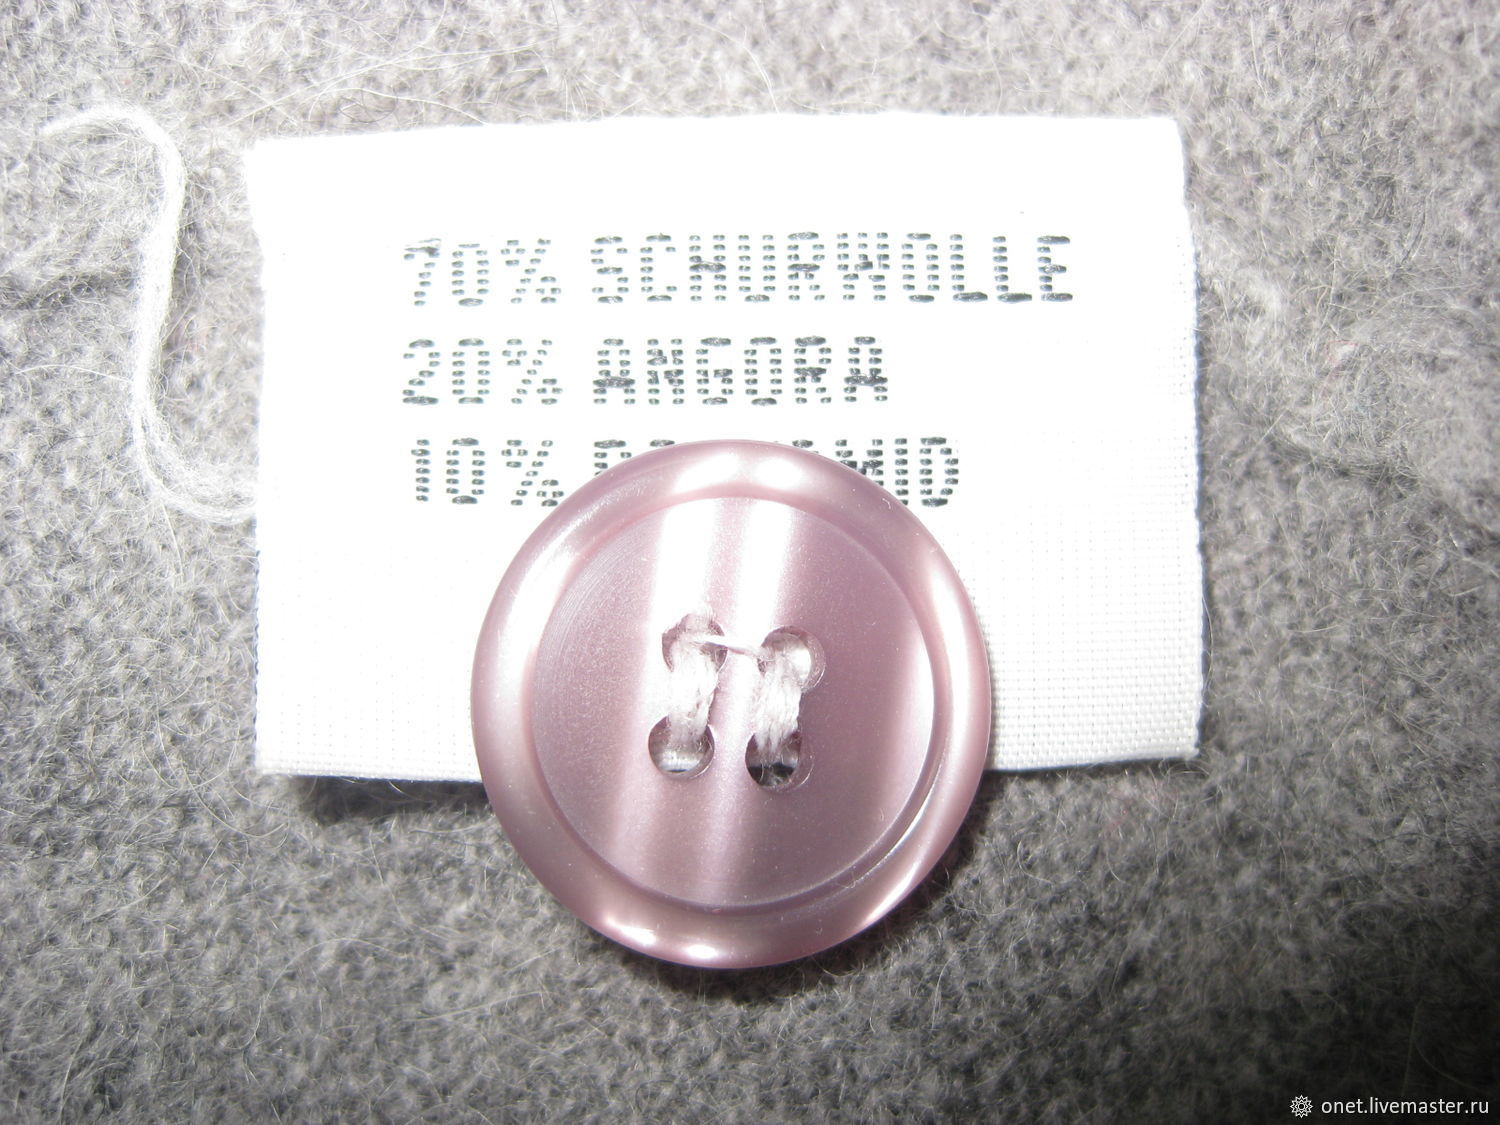 70% SCHURWOLLE
20% ANGORA
10%
onet.livemaster.ru